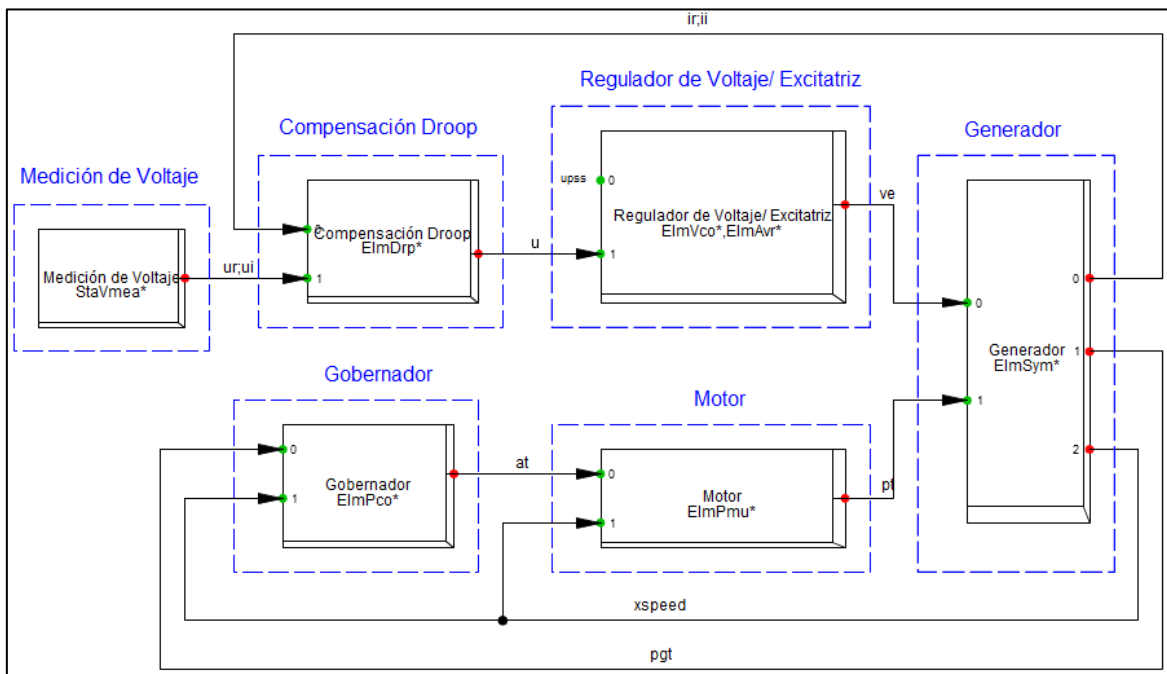 ir;ii
Regulador de Voltaje/ Excitatriz
Compensación Droop
Generador
Medición de Voltaje
upss
0
Regulador de Voltaje/ Excitatriz
ElmVco*,ElmAvr*
1
ve
Compensación Droop
ElmDrp*
1
u
Medición de Voltaje
StaVmea*
ur;ui
0
1
Generador
ElmSym*
0
1
2
Gobernador
Motor
0
1
Gobernador
ElmPco*
at
0
1
Motor
ElmPmu*
pt
xspeed
pgt